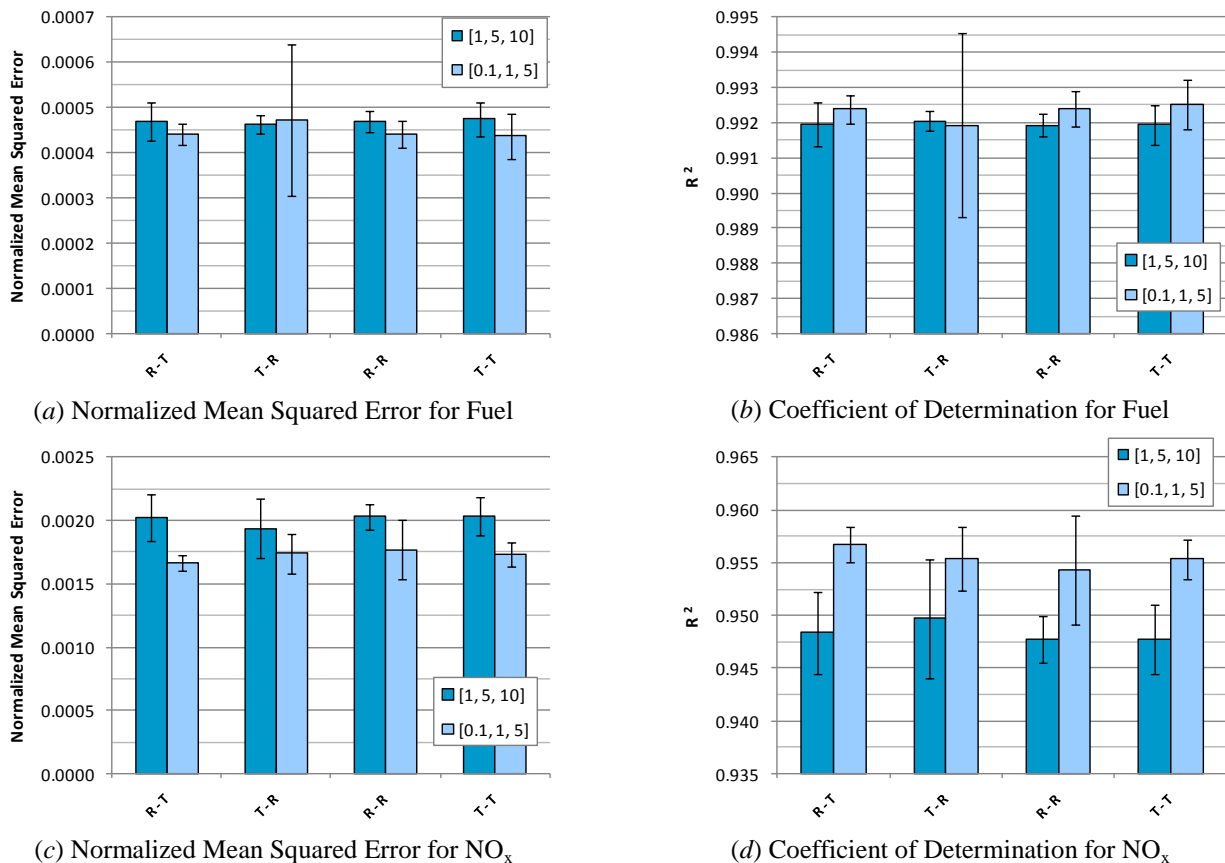 0.0007
0.0006
0.0005
0.0004
0.0003
0.0002
0.0001
0.0000
Normalized Mean Squared Error
[1, 5, 10]
[0.1, 1, 5]
R - T
T - R
R - R
T - T
(a) Normalized Mean Squared Error for Fuel
0.995
0.994
0.993
0.992
0.991
0.990
0.989
0.988
0.987
0.986
R ²
[1, 5, 10]
[0.1, 1, 5]
R - T
T - R
R - R
T - T
(b) Coefficient of Determination for Fuel
0.0025
0.0020
0.0015
0.0010
0.0005
0.0000
Normalized Mean Squared Error
[1, 5, 10]
[0.1, 1, 5]
R - T
T - R
R - R
T - T
(c) Normalized Mean Squared Error for NOₓ
0.965
0.960
0.955
0.950
0.945
0.940
0.935
R ²
[1, 5, 10]
[0.1, 1, 5]
R - T
T - R
R - R
T - T
(d) Coefficient of Determination for NOₓ